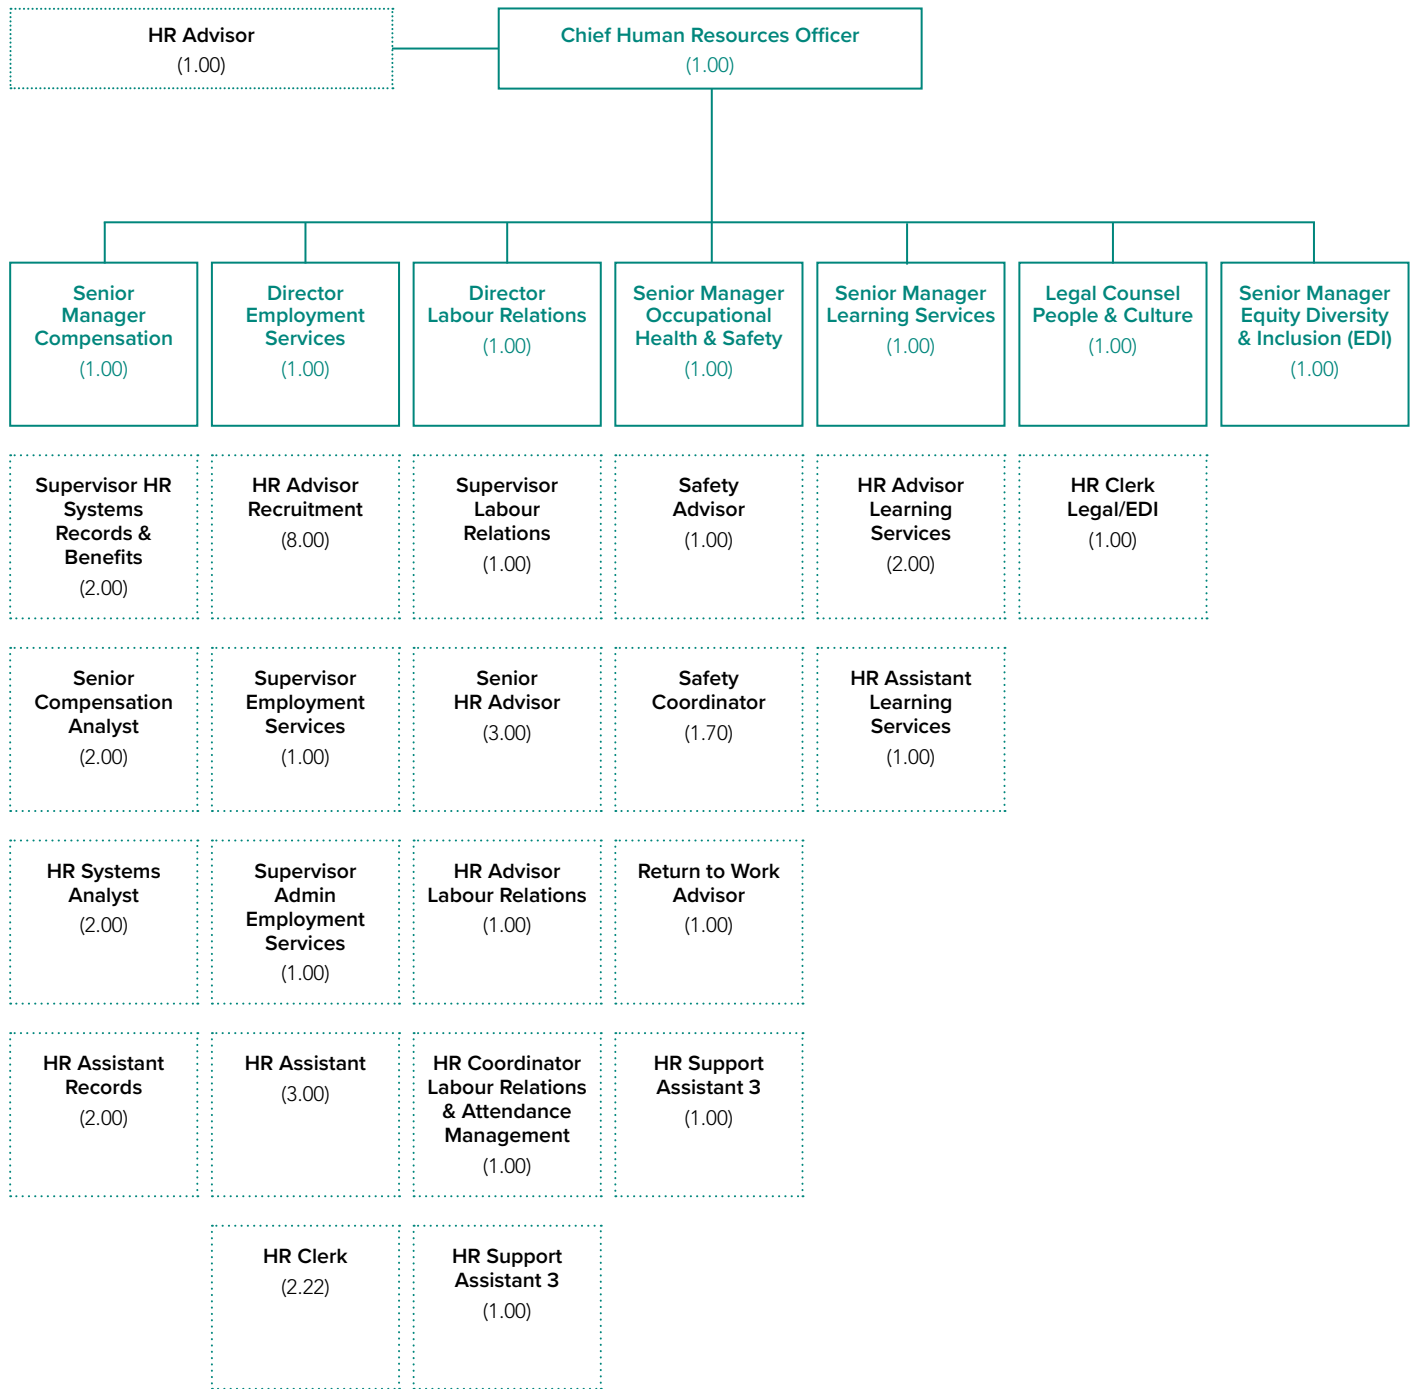 HR Advisor
(1.00)
Chief Human Resources Officer
(1.00)
Senior
Manager
Compensation
(1.00)
Director
Employment
Services
(1.00)
Director
Labour Relations
(1.00)
Senior Manager
Occupational
Health & Safety
(1.00)
Senior Manager
Learning Services
(1.00)
Legal Counsel
People & Culture
(1.00)
Senior Manager
Equity Diversity
& Inclusion (EDI)
(1.00)
Supervisor HR
Systems
Records &
Benefits
(2.00)
HR Advisor
Recruitment
(8.00)
Supervisor
Labour
Relations
(1.00)
Safety
Advisor
(1.00)
HR Advisor
Learning
Services
(2.00)
HR Clerk
Legal/EDI
(1.00)
Senior
Compensation
Analyst
(2.00)
Supervisor
Employment
Services
(1.00)
Senior
HR Advisor
(3.00)
Safety
Coordinator
(1.70)
HR Assistant
Learning
Services
(1.00)
HR Systems
Analyst
(2.00)
Supervisor
Admin
Employment
Services
(1.00)
HR Advisor
Labour Relations
(1.00)
Return to Work
Advisor
(1.00)
HR Assistant
Records
(2.00)
HR Assistant
(3.00)
HR Coordinator
Labour Relations
& Attendance
Management
(1.00)
HR Support
Assistant 3
(1.00)
HR Clerk
(2.22)
HR Support
Assistant 3
(1.00)